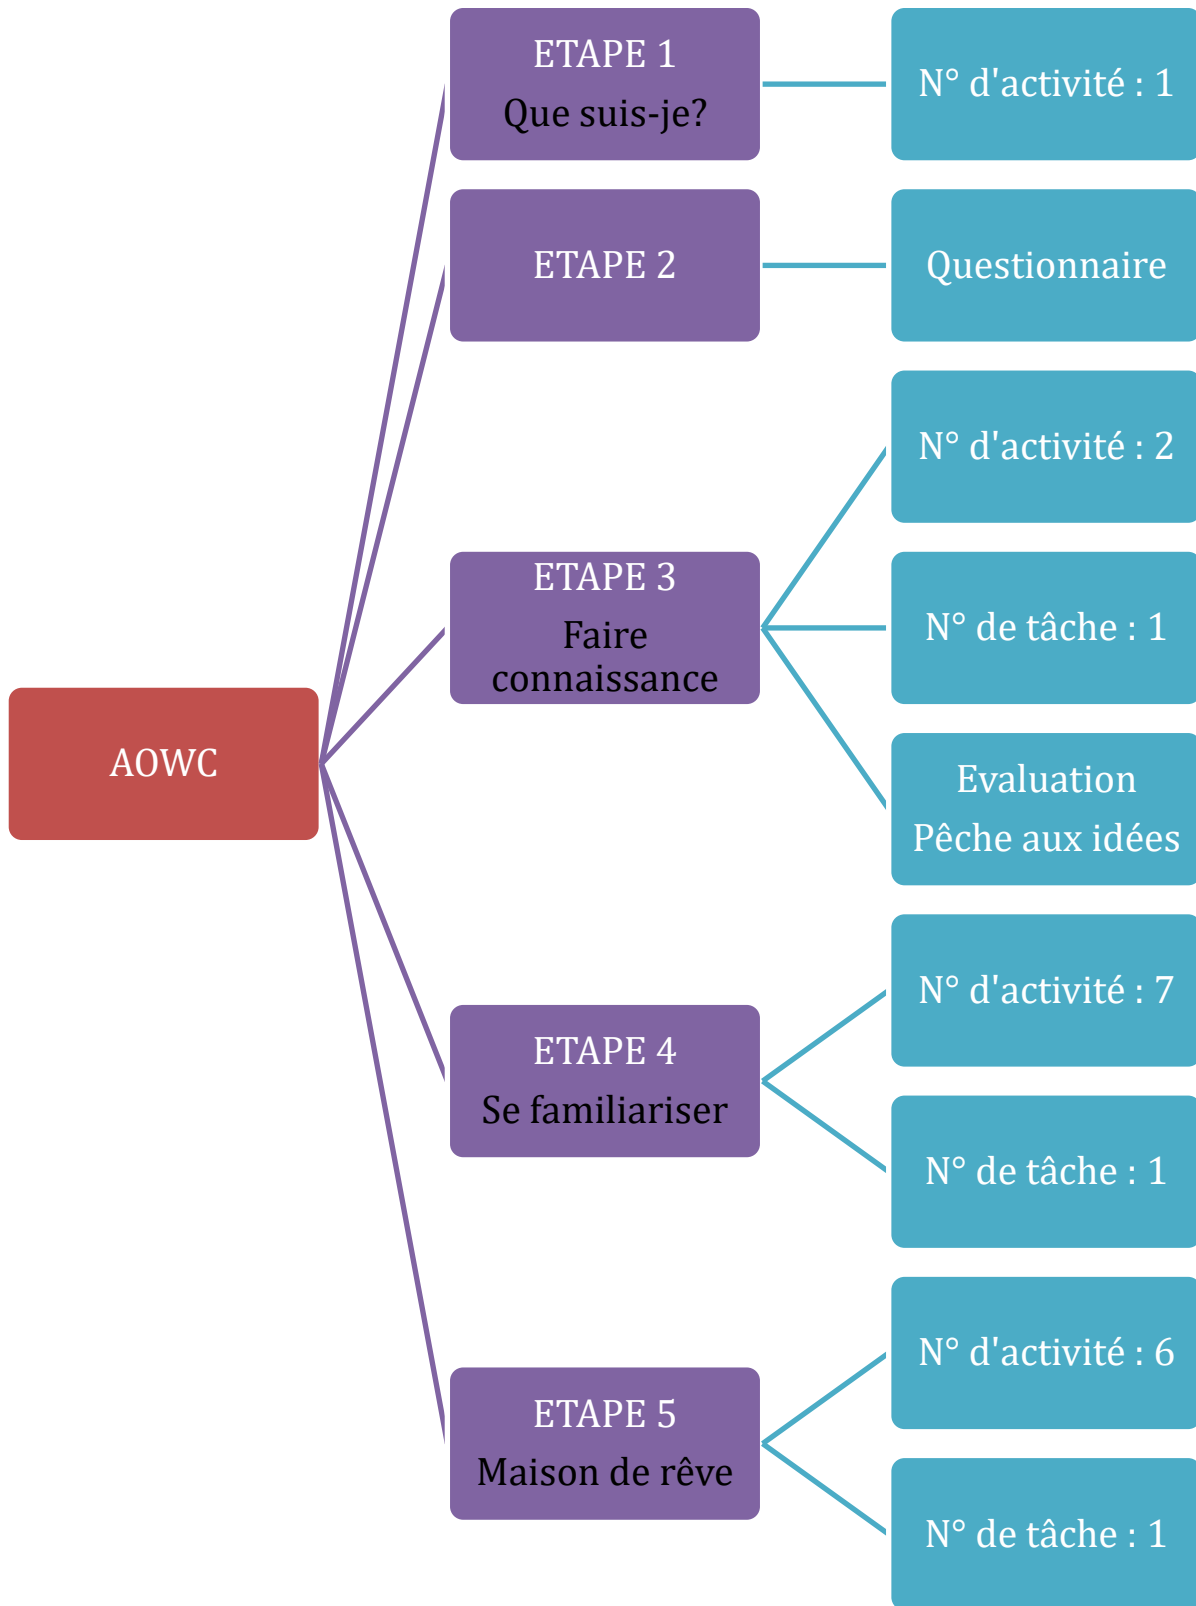 AOWC
ETAPE 1
Que suis-je?
N° d'activité : 1
ETAPE 2
Questionnaire
ETAPE 3
Faire
connaissance
N° d'activité : 2
N° de tâche : 1
Evaluation
Pêche aux idées
ETAPE 4
Se familiariser
N° d'activité : 7
N° de tâche : 1
ETAPE 5
Maison de rêve
N° d'activité : 6
N° de tâche : 1